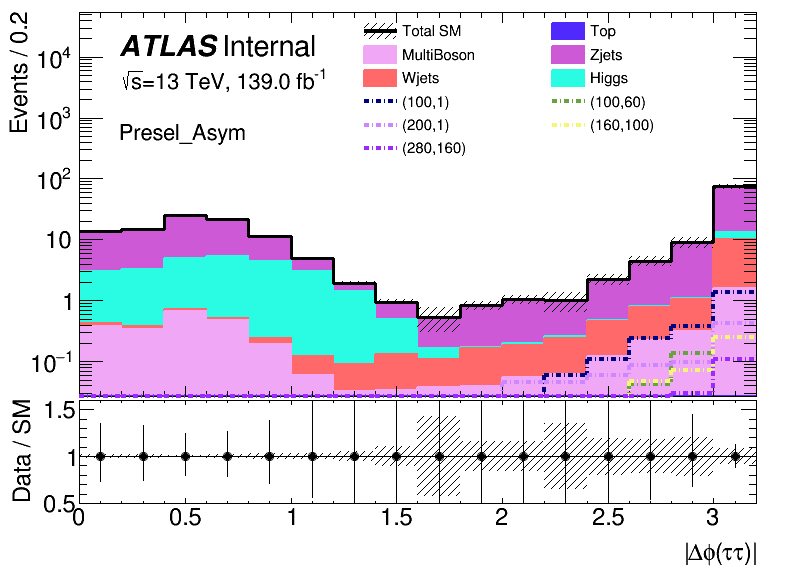 Events / 0.2
10⁴
10³
10²
10
1
10⁻¹
ATLAS Internal
√s=13 TeV, 139.0 fb⁻¹
Presel_Asym
Total SM
Top
MultiBoson
Zjets
Wjets
Higgs
(100,1)
(100,60)
(200,1)
(160,100)
(280,160)
Data / SM
1.5
1
0.5
0 0.5 1 1.5 2 2.5 3
|Δϕ(ττ)|